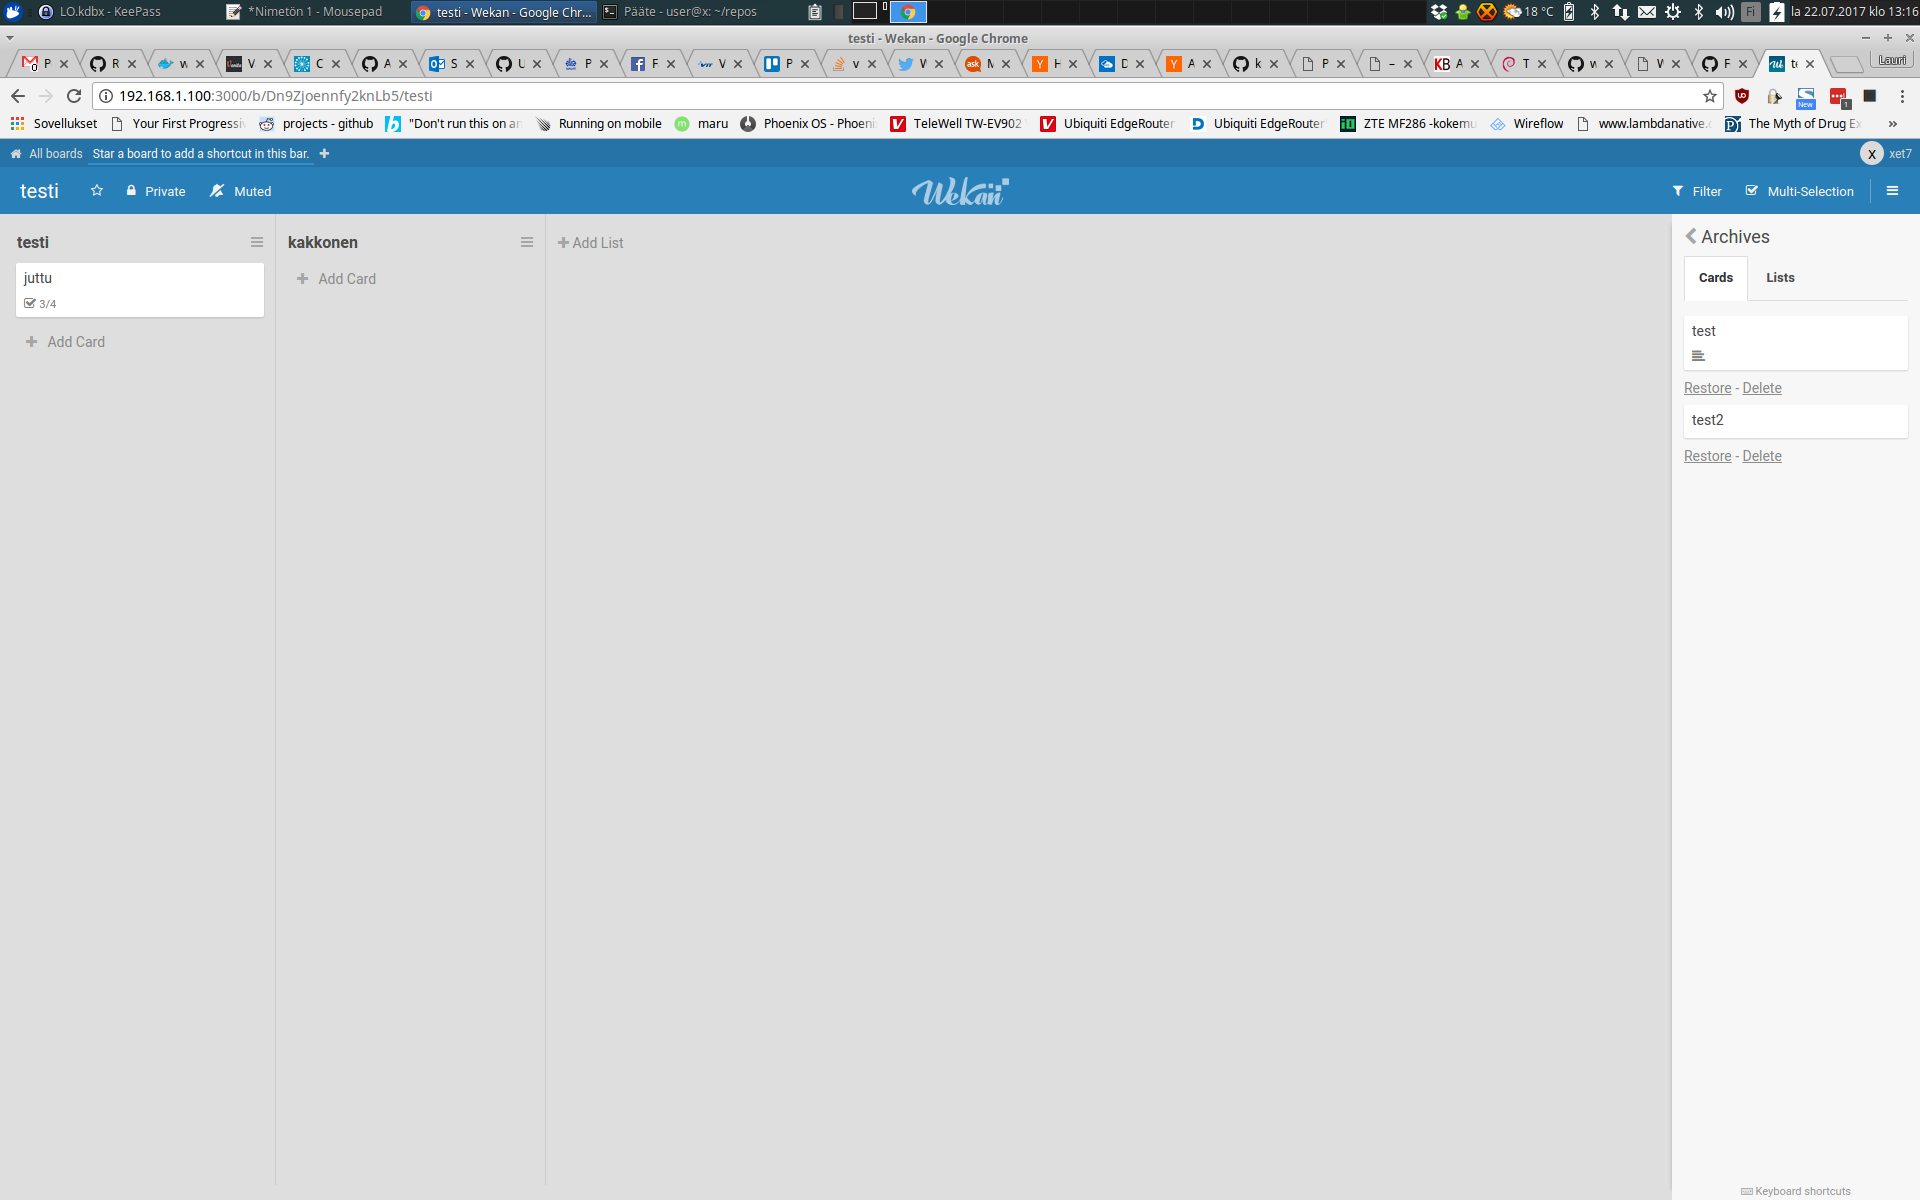 LO.kdbx - KeePass
*Nimetön 1 - Mousepad
testi - Wekan - Google Chr...
Pääte - user@x: ~/repos
18 °C
Fi
la 22.07.2017 klo 13:16
testi - Wekan - Google Chrome
P R w V C A S U P F V P v W M H D A k P – A T w W F te
Lauri
192.168.1.100:3000/b/Dn9Zjoennfy2knLb5/testi
New
1
Sovellukset
Your First Progressi
projects - github
"Don't run this on an
Running on mobile
maru
Phoenix OS - Phoeni
TeleWell TW-EV902
Ubiquiti EdgeRouter
Ubiquiti EdgeRouter
ZTE MF286 -kokemu
Wireflow
www.lambdanative.
The Myth of Drug Ex
»
All boards
Star a board to add a shortcut in this bar.
X
xet7
testi
Private
Muted
Wekan
Filter
Multi-Selection
testi
juttu
3/4
Add Card
kakkonen
Add Card
Add List
Archives
Cards
Lists
test
Restore - Delete
test2
Restore - Delete
Keyboard shortcuts